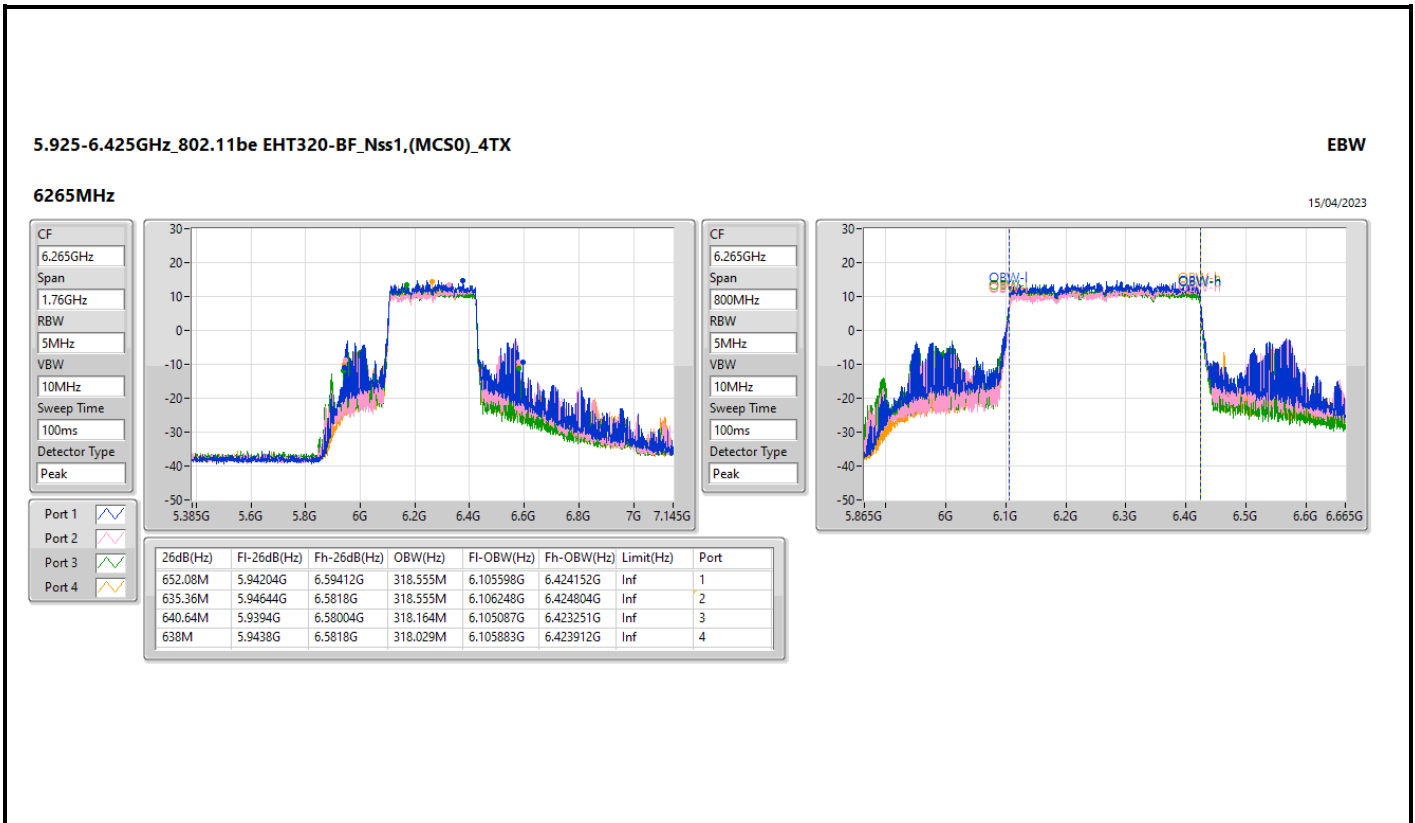 5.925-6.425GHz_802.11be EHT320-BF_Nss1,(MCS0)_4TX
EBW
6265MHz
15/04/2023
CF
6.265GHz
Span
1.76GHz
RBW
5MHz
VBW
10MHz
Sweep Time
100ms
Detector Type
Peak
30
20
10
0
-10
-20
-30
-40
-50
5.385G 5.6G 5.8G 6G 6.2G 6.4G 6.6G 6.8G 7G 7.145G
CF
6.265GHz
Span
800MHz
RBW
5MHz
VBW
10MHz
Sweep Time
100ms
Detector Type
Peak
30
20
10
0
-10
-20
-30
-40
-50
OBW-l
OBW-h
5.865G 6G 6.1G 6.2G 6.3G 6.4G 6.5G 6.6G 6.665G
Port 1
Port 2
Port 3
Port 4
26dB(Hz) Fl-26dB(Hz) Fh-26dB(Hz) OBW(Hz) Fl-OBW(Hz) Fh-OBW(Hz) Limit(Hz) Port
652.08M 5.94204G 6.59412G 318.555M 6.105598G 6.424152G Inf 1
635.36M 5.94644G 6.5818G 318.555M 6.106248G 6.424804G Inf 2
640.64M 5.9394G 6.58004G 318.164M 6.105087G 6.423251G Inf 3
638M 5.9438G 6.5818G 318.029M 6.105883G 6.423912G Inf 4